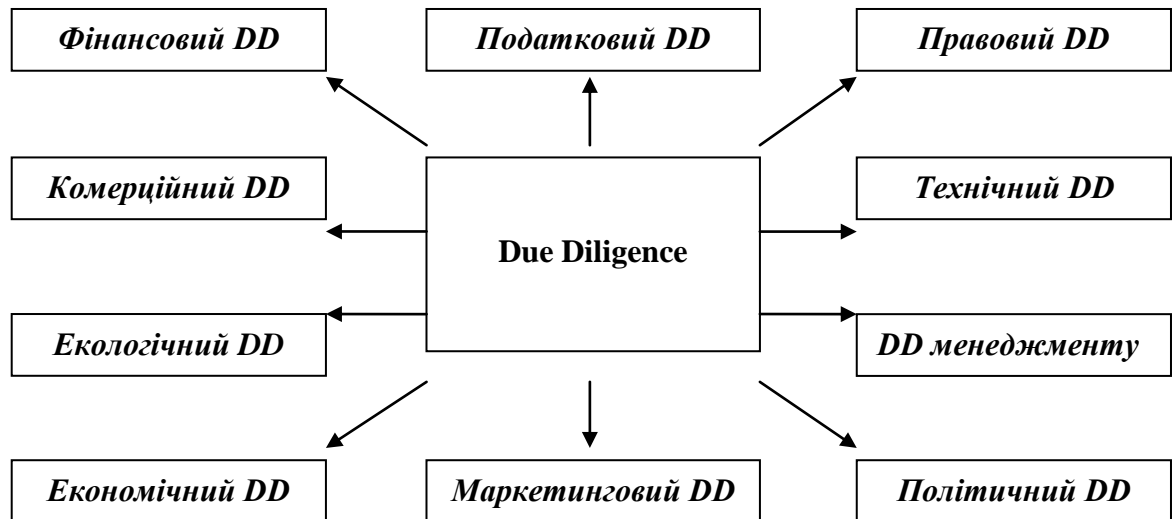 Фінансовий DD
Податковий DD
Правовий DD
Комерційний DD
Due Diligence
Технічний DD
Екологічний DD
DD менеджменту
Економічний DD
Маркетинговий DD
Політичний DD